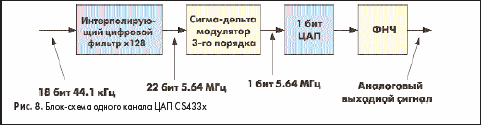 Интерполирую-
щий цифровой
фильтр x128
Сигма-дельта
модулятор
3-го порядка
1 бит
ЦАП
ФНЧ
18 бит 44.1 кГц
22 бит 5.64 МГц
1 бит 5.64 МГц
Аналоговый
выходной сигнал
Рис. 8. Блок-схема одного канала ЦАП CS433x